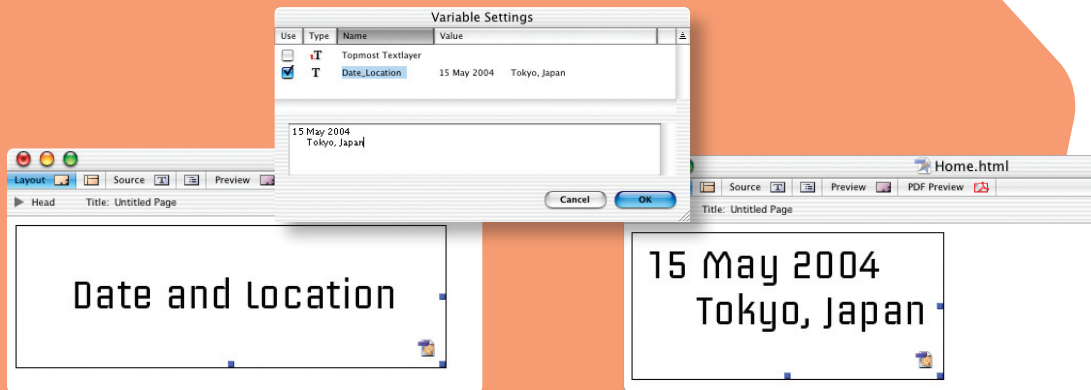 Variable Settings
Use Type Name Value
T Topmost Textlayer
T Date_Location 15 May 2004 Tokyo, Japan
15 May 2004
Tokyo, Japan
Cancel OK
Layout Source Preview
Head Title: Untitled Page
Date and Location
Home.html
Source Preview PDF Preview
Title: Untitled Page
15 May 2004
Tokyo, Japan